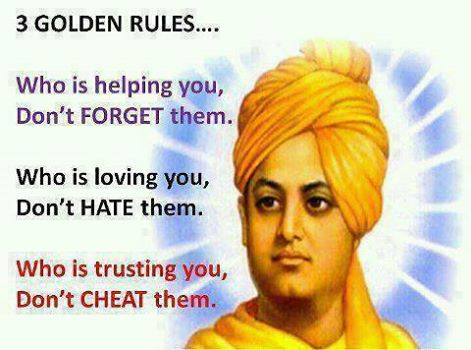 3 GOLDEN RULES....
Who is helping you,
Don't FORGET them.
Who is loving you,
Don't HATE them.
Who is trusting you,
Don't CHEAT them.